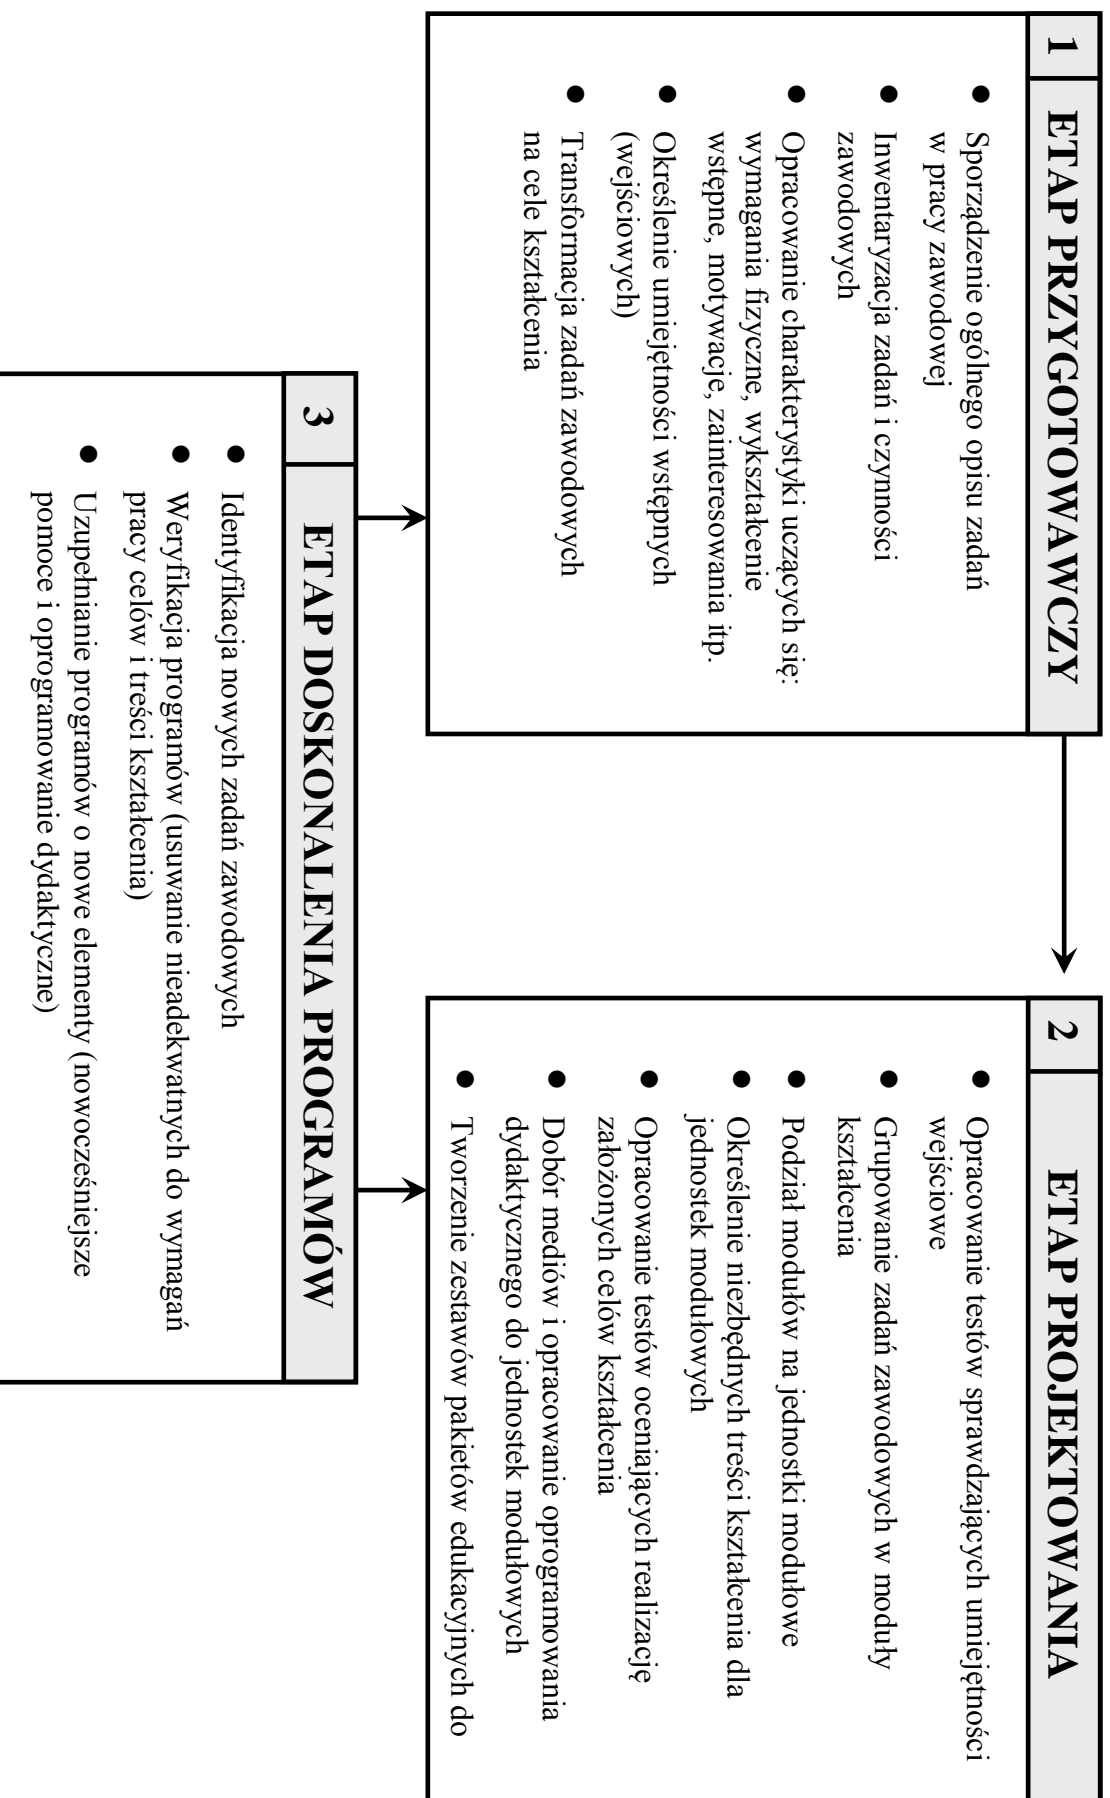 1
ETAP PRZYGOTOWAWCZY
● Sporządzenie ogólnego opisu zadań
w pracy zawodowej
● Inwentaryzacja zadań i czynności
zawodowych
● Opracowanie charakterystyki uczących się:
wymagania fizyczne, wykształcenie
wstępne, motywacje, zainteresowania itp.
● Określenie umiejętności wstępnych
(wejściowych)
● Transformacja zadań zawodowych
na cele kształcenia
2
ETAP PROJEKTOWANIA
● Opracowanie testów sprawdzających umiejętności
wejściowe
● Grupowanie zadań zawodowych w moduły
kształcenia
● Podział modułów na jednostki modułowe
● Określenie niezbędnych treści kształcenia dla
jednostek modułowych
● Opracowanie testów oceniających realizację
założonych celów kształcenia
● Dobór mediów i opracowanie oprogramowania
dydaktycznego do jednostek modułowych
● Tworzenie zestawów pakietów edukacyjnych do
3
ETAP DOSKONALENIA PROGRAMÓW
● Identyfikacja nowych zadań zawodowych
● Weryfikacja programów (usuwanie nieadekwatnych do wymagań
pracy celów i treści kształcenia)
● Uzupełnianie programów o nowe elementy (nowocześniejsze
pomoce i oprogramowanie dydaktyczne)